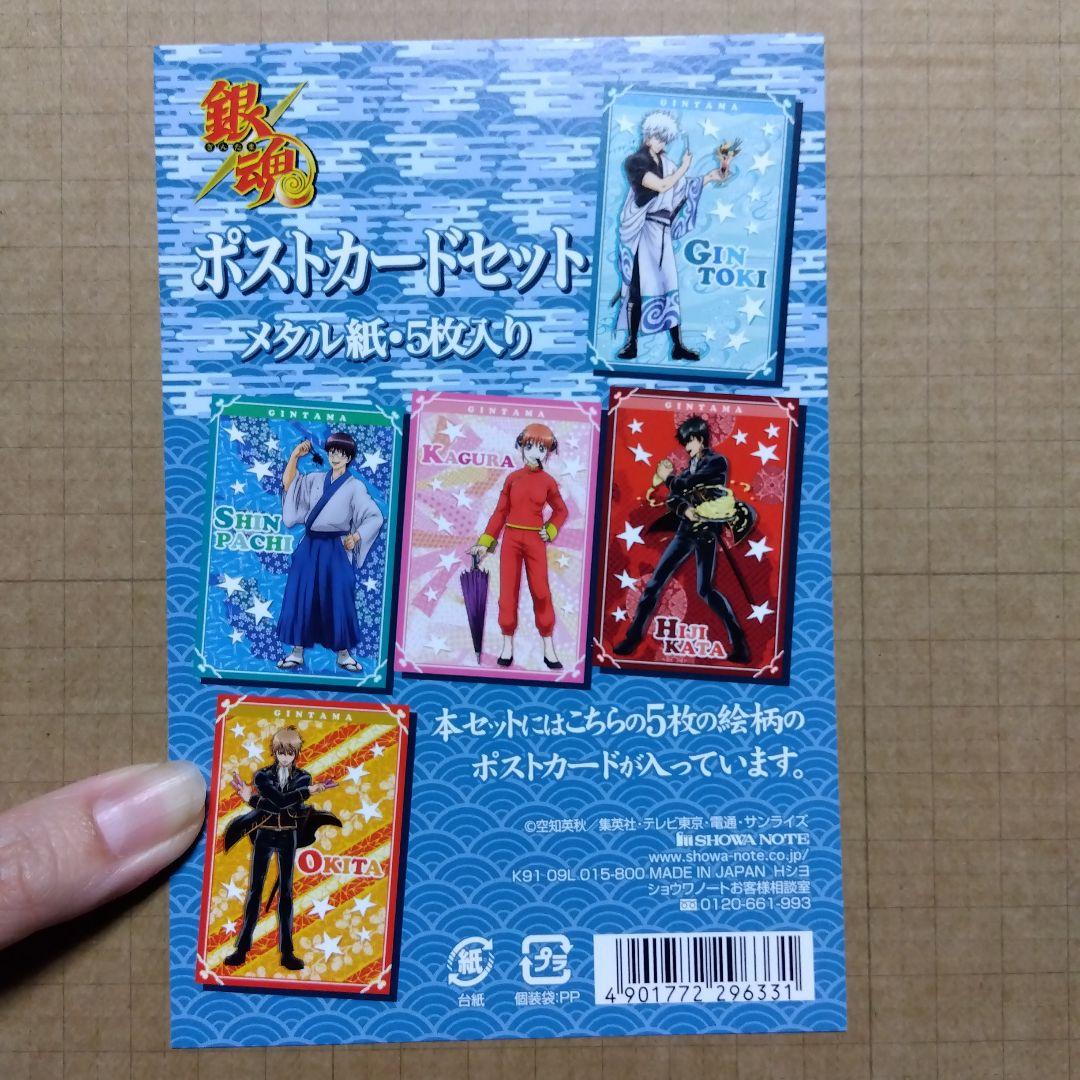 銀魂
ぎんたま
ポストカードセット
メタル紙・5枚入り
GINTAMA
GIN
TOKI
GINTAMA
SHIN
PACHI
GINTAMA
KAGURA
GINTAMA
HIJI
KATA
GINTAMA
OKITA
本セットにはこちらの5枚の絵柄の
ポストカードが入っています。
©空知英秋／集英社・テレビ東京・電通・サンライズ
SHOWA NOTE
www.showa-note.co.jp/
K91 09L 015-800 MADE IN JAPAN Hシヨ
ショウワノートお客様相談室
0120-661-993
紙
台紙
プラ
個装袋:PP
4 901772 296331